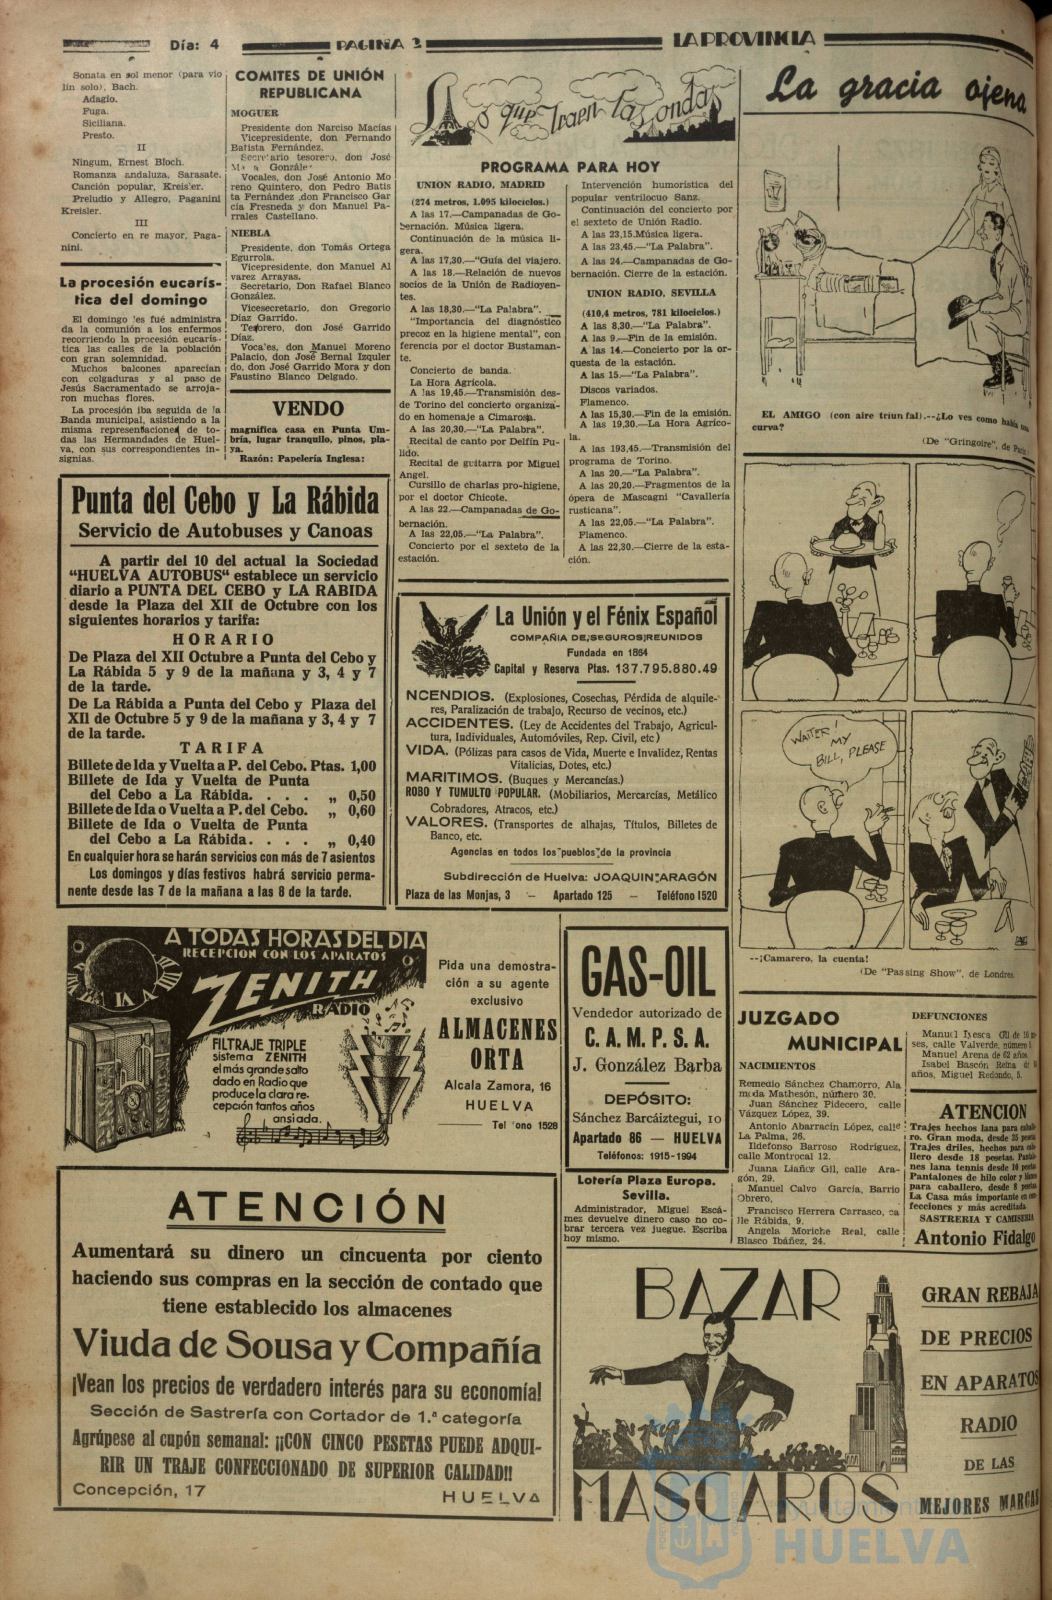 Día: 4
PAGINA 2
LA PROVINCIA
Sonata en sol menor (para vio
lín solo), Bach.
Adagio.
Fuga.
Siciliana.
Presto.
II
Ningum, Ernest Bloch.
Romanza andaluza, Sarasate.
Canción popular, Kreis'er.
Preludio y Allegro, Paganini
Kreisler.
III
Concierto en re mayor, Paga-
nini.
La procesión eucarís-
tica del domingo
El domingo les fué administra
da la comunión a los enfermos
recorriendo la procesión eucarís-
tica las calles de la población
con gran solemnidad.
Muchos balcones aparecían
con colgaduras y al paso de
Jesús Sacramentado se arroja-
ron muchas flores.
La procesión iba seguida de la
Banda municipal, asistiendo a la
misma representaciones de to-
das las Hermandades de Huel-
va, con sus correspondientes in-
signias.
COMITES DE UNIÓN
REPUBLICANA
MOGUER
Presidente don Narciso Macías
Vicepresidente, don Fernando
Batista Fernández.
Secretario tesorero, don José
González
Vocales, don José Antonio Mo
reno Quintero, don Pedro Batis
ta Fernández ,don Francisco Gar
cía Fresneda y don Manuel Pa-
rrales Castellano.
NIEBLA
Presidente, don Tomás Ortega
Egurrola.
Vicepresidente, don Manuel Al
varez Arrayas.
Secretario, Don Rafael Blanco
González.
Vicesecretario, don Gregorio
Díaz Garrido.
Tesorero, don José Garrido
Díaz.
Voca'es, don Manuel Moreno
Palacio, don José Bernal Izquler
do, don José Garrido Mora y don
Faustino Blanco Delgado.
VENDO
magnífica casa en Punta Um-
bría, lugar tranquilo, pinos, pla-
ya.
Razón: Papelería Inglesa:
Punta del Cebo y La Rábida
Servicio de Autobuses y Canoas
A partir del 10 del actual la Sociedad
"HUELVA AUTOBUS" establece un servicio
diario a PUNTA DEL CEBO y LA RABIDA
desde la Plaza del XII de Octubre con los
siguientes horarios y tarifa:
HORARIO
De Plaza del XII Octubre a Punta del Cebo y
La Rábida 5 y 9 de la mañana y 3, 4 y 7
de la tarde.
De La Rábida a Punta del Cebo y Plaza del
XII de Octubre 5 y 9 de la mañana y 3, 4 y 7
de la tarde.
TARIFA
Billete de Ida y Vuelta a P. del Cebo. Ptas. 1,00
Billete de Ida y Vuelta de Punta
del Cebo a La Rábida. . . . „ 0,50
Billete de Ida o Vuelta a P. del Cebo. „ 0,60
Billete de Ida o Vuelta de Punta
del Cebo a La Rábida. . . . „ 0,40
En cualquier hora se harán servicios con más de 7 asientos
Los domingos y días festivos habrá servicio perma-
nente desde las 7 de la mañana a las 8 de la tarde.
Lo que traen las ondas
PROGRAMA PARA HOY
UNION RADIO, MADRID
(274 metros, 1.095 kilociclos.)
A las 17.—Campanadas de Go-
bernación. Música ligera.
Continuación de la música li-
gera.
A las 17,30.—"Guía del viajero.
A las 18.—Relación de nuevos
socios de la Unión de Radioyen-
tes.
A las 18,30.—"La Palabra".
"Importancia del diagnóstico
precoz en la higiene mental", con
ferencia por el doctor Bustaman-
te.
Concierto de banda.
La Hora Agrícola.
A las 19,45.—Transmisión des-
de Torino del concierto organiza-
do en homenaje a Cimarosa.
A las 20,30.—"La Palabra".
Recital de canto por Delfín Pu-
lido.
Recital de guitarra por Miguel
Angel.
Cursillo de charlas pro-higiene,
por el doctor Chicote.
A las 22.—Campanadas de Go-
bernación.
A las 22,05.—"La Palabra".
Concierto por el sexteto de la
estación.
Intervención humorística del
popular ventrílocuo Sanz.
Continuación del concierto por
el sexteto de Unión Radio.
A las 23,15.Música ligera.
A las 23,45.—"La Palabra".
A las 24.—Campanadas de Go-
bernación. Cierre de la estación.
UNION RADIO, SEVILLA
(410,4 metros, 781 kilociclos.)
A las 8,30.—"La Palabra".
A las 9.—Fin de la emisión.
A las 14.—Concierto por la or-
questa de la estación.
A las 15.—"La Palabra".
Discos variados.
Flamenco.
A las 15,30.—Fin de la emisión.
A las 19,30.—La Hora Agríco-
la.
A las 193,45.—Transmisión del
programa de Torino.
A las 20.—"La Palabra".
A las 20,20.—Fragmentos de la
ópera de Mascagni "Cavallería
rusticana".
A las 22,05.—"La Palabra".
Flamenco.
A las 22,30.—Cierre de la esta-
ción.
La Unión y el Fénix Español
COMPAÑIA DE SEGUROS REUNIDOS
Fundada en 1864
Capital y Reserva Ptas. 137.795.880.49
NCENDIOS. (Explosiones, Cosechas, Pérdida de alquile-
res, Paralización de trabajo, Recurso de vecinos, etc.)
ACCIDENTES. (Ley de Accidentes del Trabajo, Agricul-
tura, Individuales, Automóviles, Rep. Civil, etc )
VIDA. (Pólizas para casos de Vida, Muerte e Invalidez, Rentas
Vitalicias, Dotes, etc.)
MARITIMOS. (Buques y Mercancías.)
ROBO Y TUMULTO POPULAR. (Mobiliarios, Mercarcías, Metálico
Cobradores, Atracos, etc.)
VALORES. (Transportes de alhajas, Títulos, Billetes de
Banco, etc.
Agencias en todos los pueblos de la provincia
Subdirección de Huelva: JOAQUIN ARAGÓN
Plaza de las Monjas, 3 — Apartado 125 — Teléfono 1520
La gracia ajena
EL AMIGO (con aire triunfal).--¿Lo ves como había una
curva?
(De "Gringoire", de París.)
WAITER!
MY
BILL, PLEASE
--¡Camarero, la cuenta!
(De "Passing Show", de Londres.
A TODAS HORAS DEL DIA
RECEPCION CON LOS APARATOS
ZENITH
RADIO
FILTRAJE TRIPLE
sistema ZENITH
el más grande salto
dado en Radio que
produce la clara re-
cepción tantos años
ansiada.
Pida una demostra-
ción a su agente
exclusivo
ALMACENES
ORTA
Alcala Zamora, 16
HUELVA
Tel ono 1528
GAS-OIL
Vendedor autorizado de
C. A. M. P. S. A.
J. González Barba
DEPÓSITO:
Sánchez Barcáiztegui, 10
Apartado 86 — HUELVA
Teléfonos: 1915-1994
Lotería Plaza Europa.
Sevilla.
Administrador, Miguel Escá-
mez devuelve dinero caso no co-
brar tercera vez juegue. Escriba
hoy mismo.
JUZGADO
MUNICIPAL
NACIMIENTOS
Remedio Sánchez Chamorro, Ala
meda Mathesón, número 30.
Juan Sánchez Pidecero, calle
Vázquez López, 39.
Antonio Abarracín López, calle
La Palma, 26.
Ildefonso Barroso Rodríguez,
calle Montrocal 12.
Juana Liáñez Gil, calle Ara-
gón, 29.
Manuel Calvo García, Barrio
Obrero,
Francisco Herrera Carrasco, ca
lle Rábida, 9.
Angela Moriche Real, calle
Blasco Ibáñez, 24.
DEFUNCIONES
Manuel Gil de 16 me-
ses, calle Valverde, número
Manuel Arena de 62 años.
Isabel Bascón Reina de
años, Miguel Redondo, 5.
ATENCION
Trajes hechos lana para caballe-
ro. Gran moda, desde 25 pesetas
Trajes driles, hechos para caba-
llero desde 18 pesetas. Pantalo-
nes lana tennis desde 10 pesetas
Pantalones de hilo color y blanco
para caballero, desde 8 pesetas
La Casa más importante en con-
fecciones y más acreditada
SASTRERIA Y CAMISERIA
Antonio Fidalgo
ATENCIÓN
Aumentará su dinero un cincuenta por ciento
haciendo sus compras en la sección de contado que
tiene establecido los almacenes
Viuda de Sousa y Compañía
¡Vean los precios de verdadero interés para su economía!
Sección de Sastrería con Cortador de 1.ª categoría
Agrúpese al cupón semanal: ¡¡CON CINCO PESETAS PUEDE ADQUI-
RIR UN TRAJE CONFECCIONADO DE SUPERIOR CALIDAD!!
Concepción, 17
HUELVA
BAZAR
MASCAROS
GRAN REBAJA
DE PRECIOS
EN APARATOS
RADIO
DE LAS
MEJORES MARCAS
Ayuntamiento
HUELVA